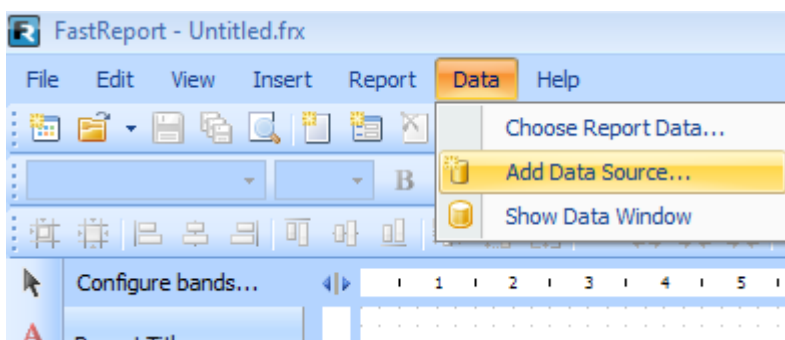 FastReport - Untitled.frx
File Edit View Insert Report Data Help
Choose Report Data...
Add Data Source...
B
Show Data Window
Configure bands...
1 2 3 4 5
A